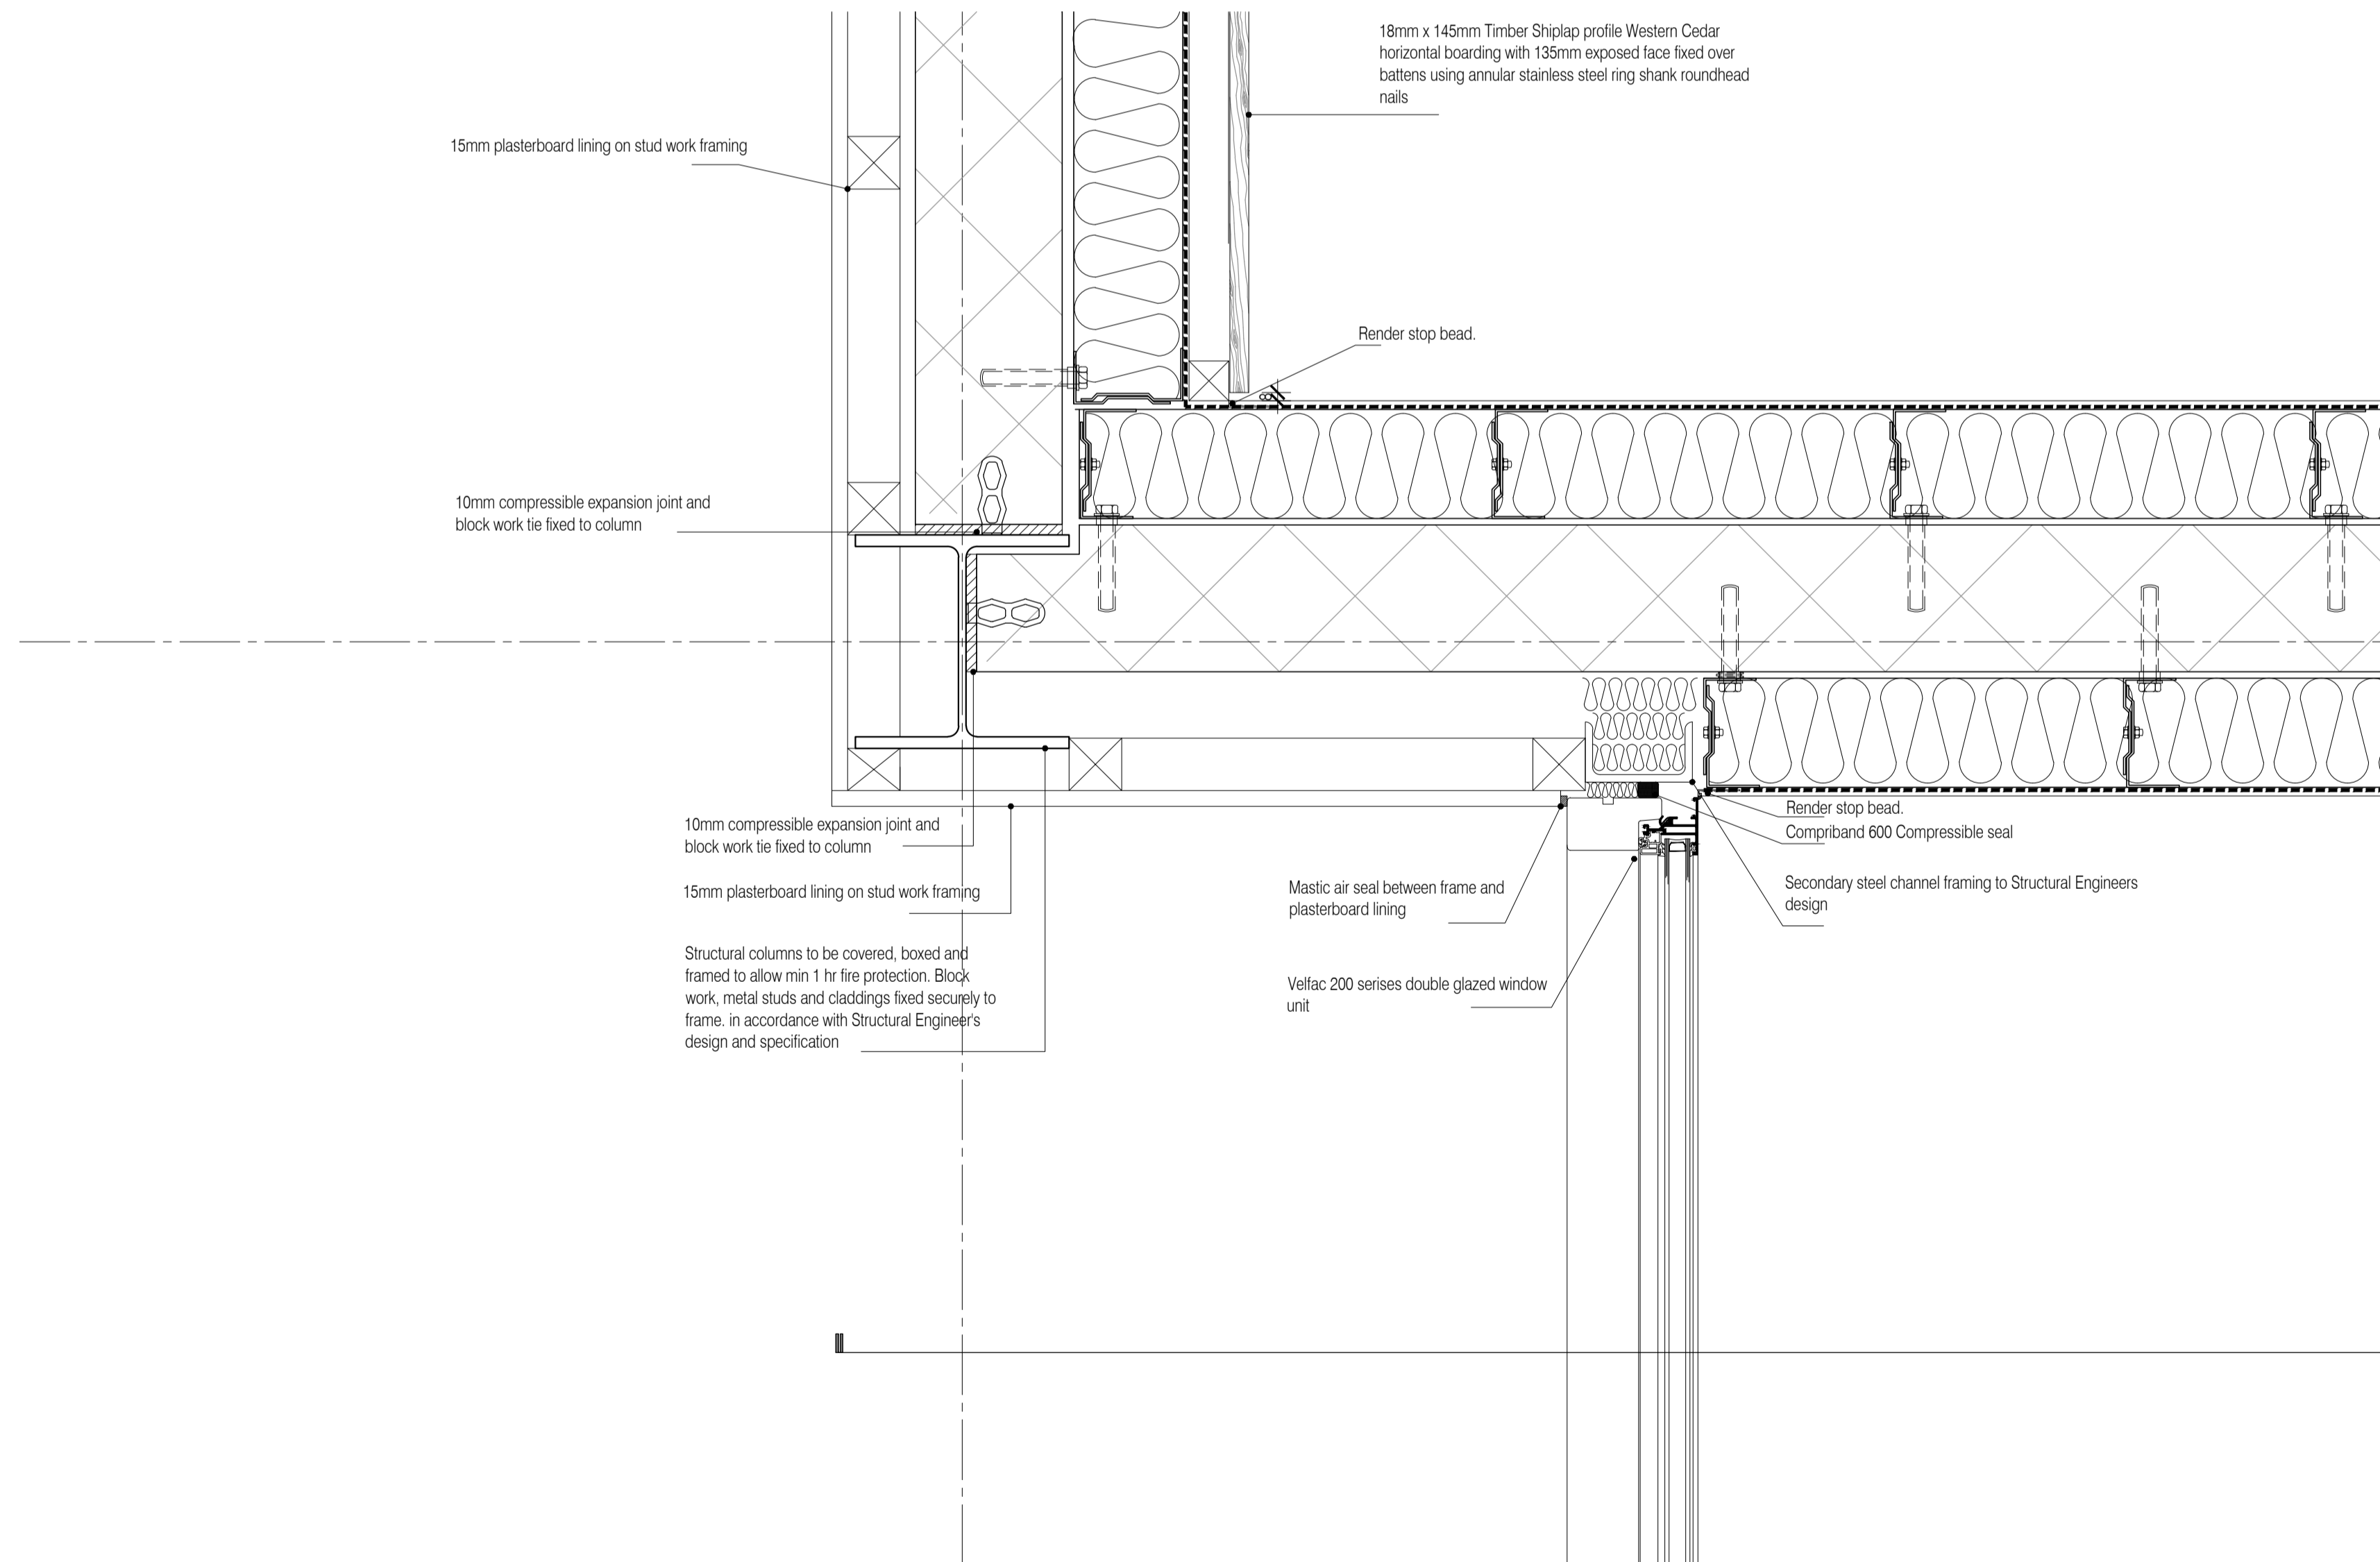 18mm x 145mm Timber Shiplap profile Western Cedar
horizontal boarding with 135mm exposed face fixed over
battens using annular stainless steel ring shank roundhead
nails
15mm plasterboard lining on stud work framing
Render stop bead.
8
10mm compressible expansion joint and
block work tie fixed to column
10mm compressible expansion joint and
block work tie fixed to column
15mm plasterboard lining on stud work framing
Structural columns to be covered, boxed and
framed to allow min 1 hr fire protection. Block
work, metal studs and claddings fixed securely to
frame. in accordance with Structural Engineer's
design and specification
Render stop bead.
Compriband 600 Compressible seal
Mastic air seal between frame and
plasterboard lining
Secondary steel channel framing to Structural Engineers
design
Velfac 200 serises double glazed window
unit